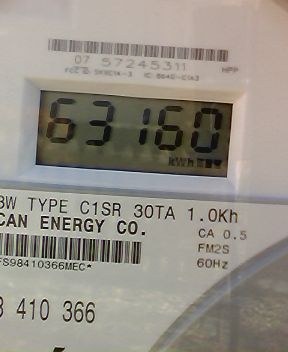 07 57245311
HPP
63160
kWh
3W TYPE C1SR 30TA 1.0Kh
CAN ENERGY CO.
CA 0.5
FM2S
60Hz
FS98410366MEC*
3 410 366